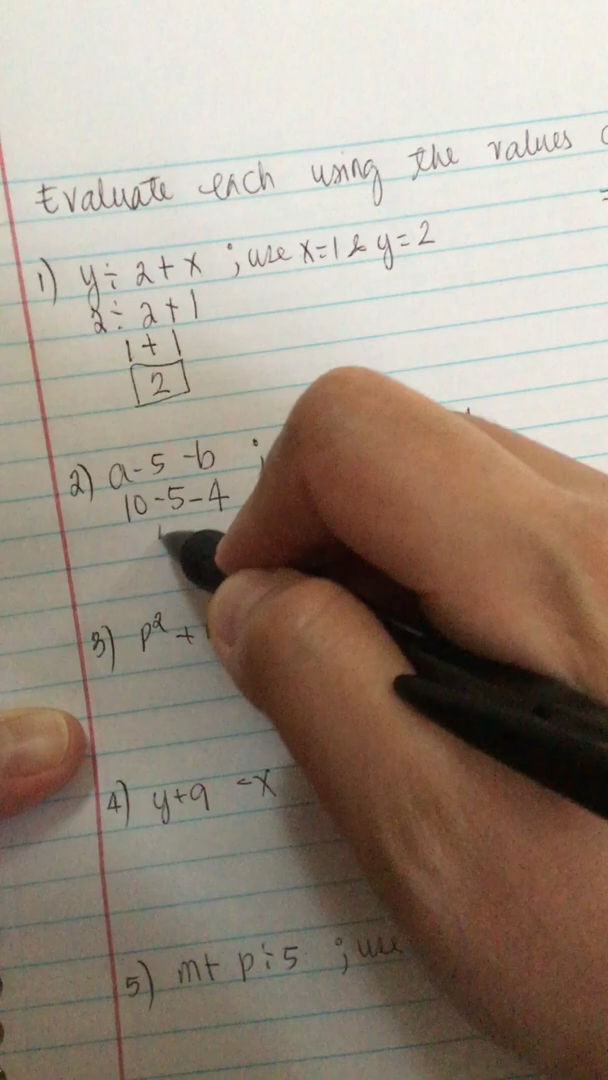 Evaluate each using the values
1) y ÷ 2 + x ; use x=1 & y=2
2 ÷ 2 + 1
1 + 1
2
2) a - 5 - b ;
10 - 5 - 4
3) p² +
4) y + 9 - x
5) m + p ÷ 5 ; use